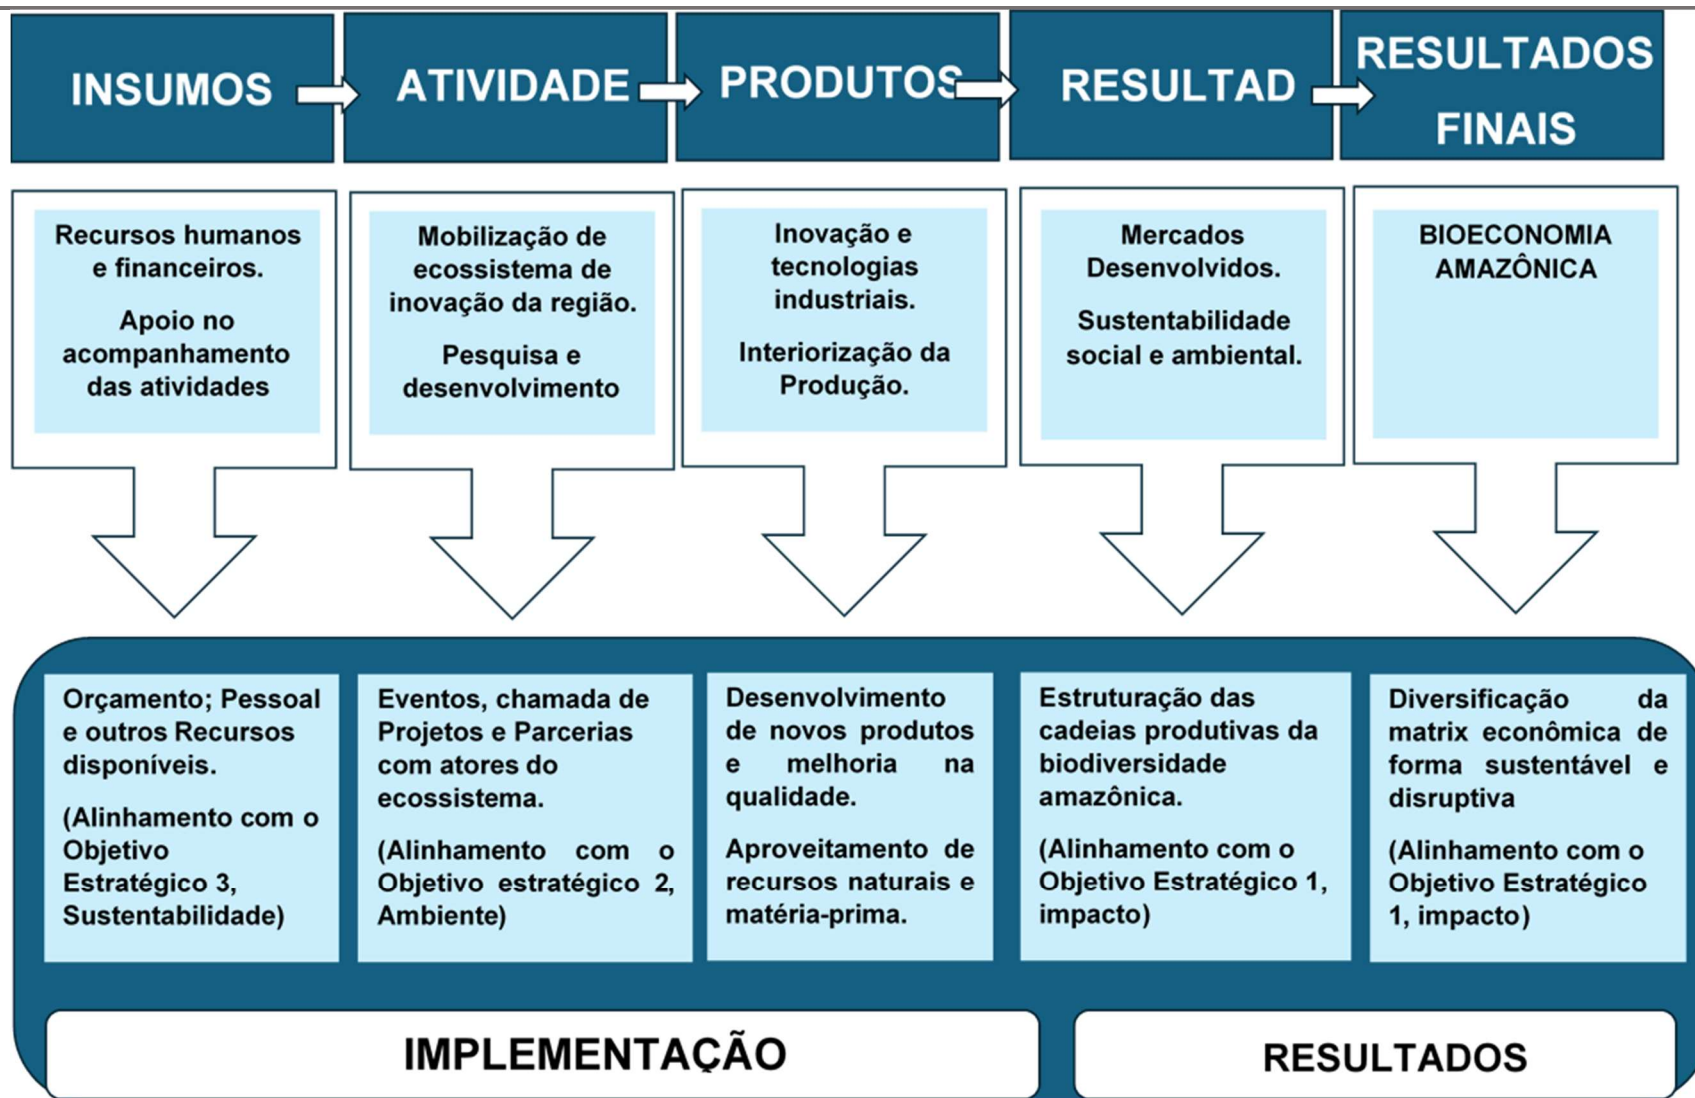 INSUMOS
ATIVIDADE
PRODUTOS
RESULTAD
RESULTADOS
FINAIS
Recursos humanos
e financeiros.
Apoio no
acompanhamento
das atividades
Mobilização de
ecossistema de
inovação da região.
Pesquisa e
desenvolvimento
Inovação e
tecnologias
industriais.
Interiorização da
Produção.
Mercados
Desenvolvidos.
Sustentabilidade
social e ambiental.
BIOECONOMIA
AMAZÔNICA
Orçamento; Pessoal
e outros Recursos
disponíveis.
(Alinhamento com o
Objetivo
Estratégico 3,
Sustentabilidade)
Eventos, chamada de
Projetos e Parcerias
com atores do
ecossistema.
(Alinhamento com o
Objetivo estratégico 2,
Ambiente)
Desenvolvimento
de novos produtos
e melhoria na
qualidade.
Aproveitamento de
recursos naturais e
matéria-prima.
Estruturação das
cadeias produtivas da
biodiversidade
amazônica.
(Alinhamento com o
Objetivo Estratégico 1,
impacto)
Diversificação da
matrix econômica de
forma sustentável e
disruptiva
(Alinhamento com o
Objetivo Estratégico
1, impacto)
IMPLEMENTAÇÃO
RESULTADOS